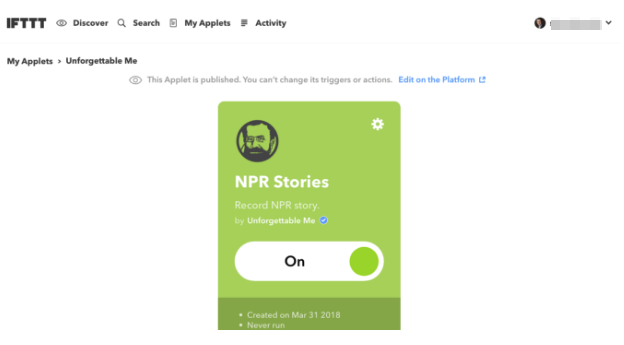 IFTTT Discover Search My Applets Activity
My Applets > Unforgettable Me
This Applet is published. You can't change its triggers or actions. Edit on the Platform
NPR Stories
Record NPR story.
by Unforgettable Me
On
• Created on Mar 31 2018
• Never run